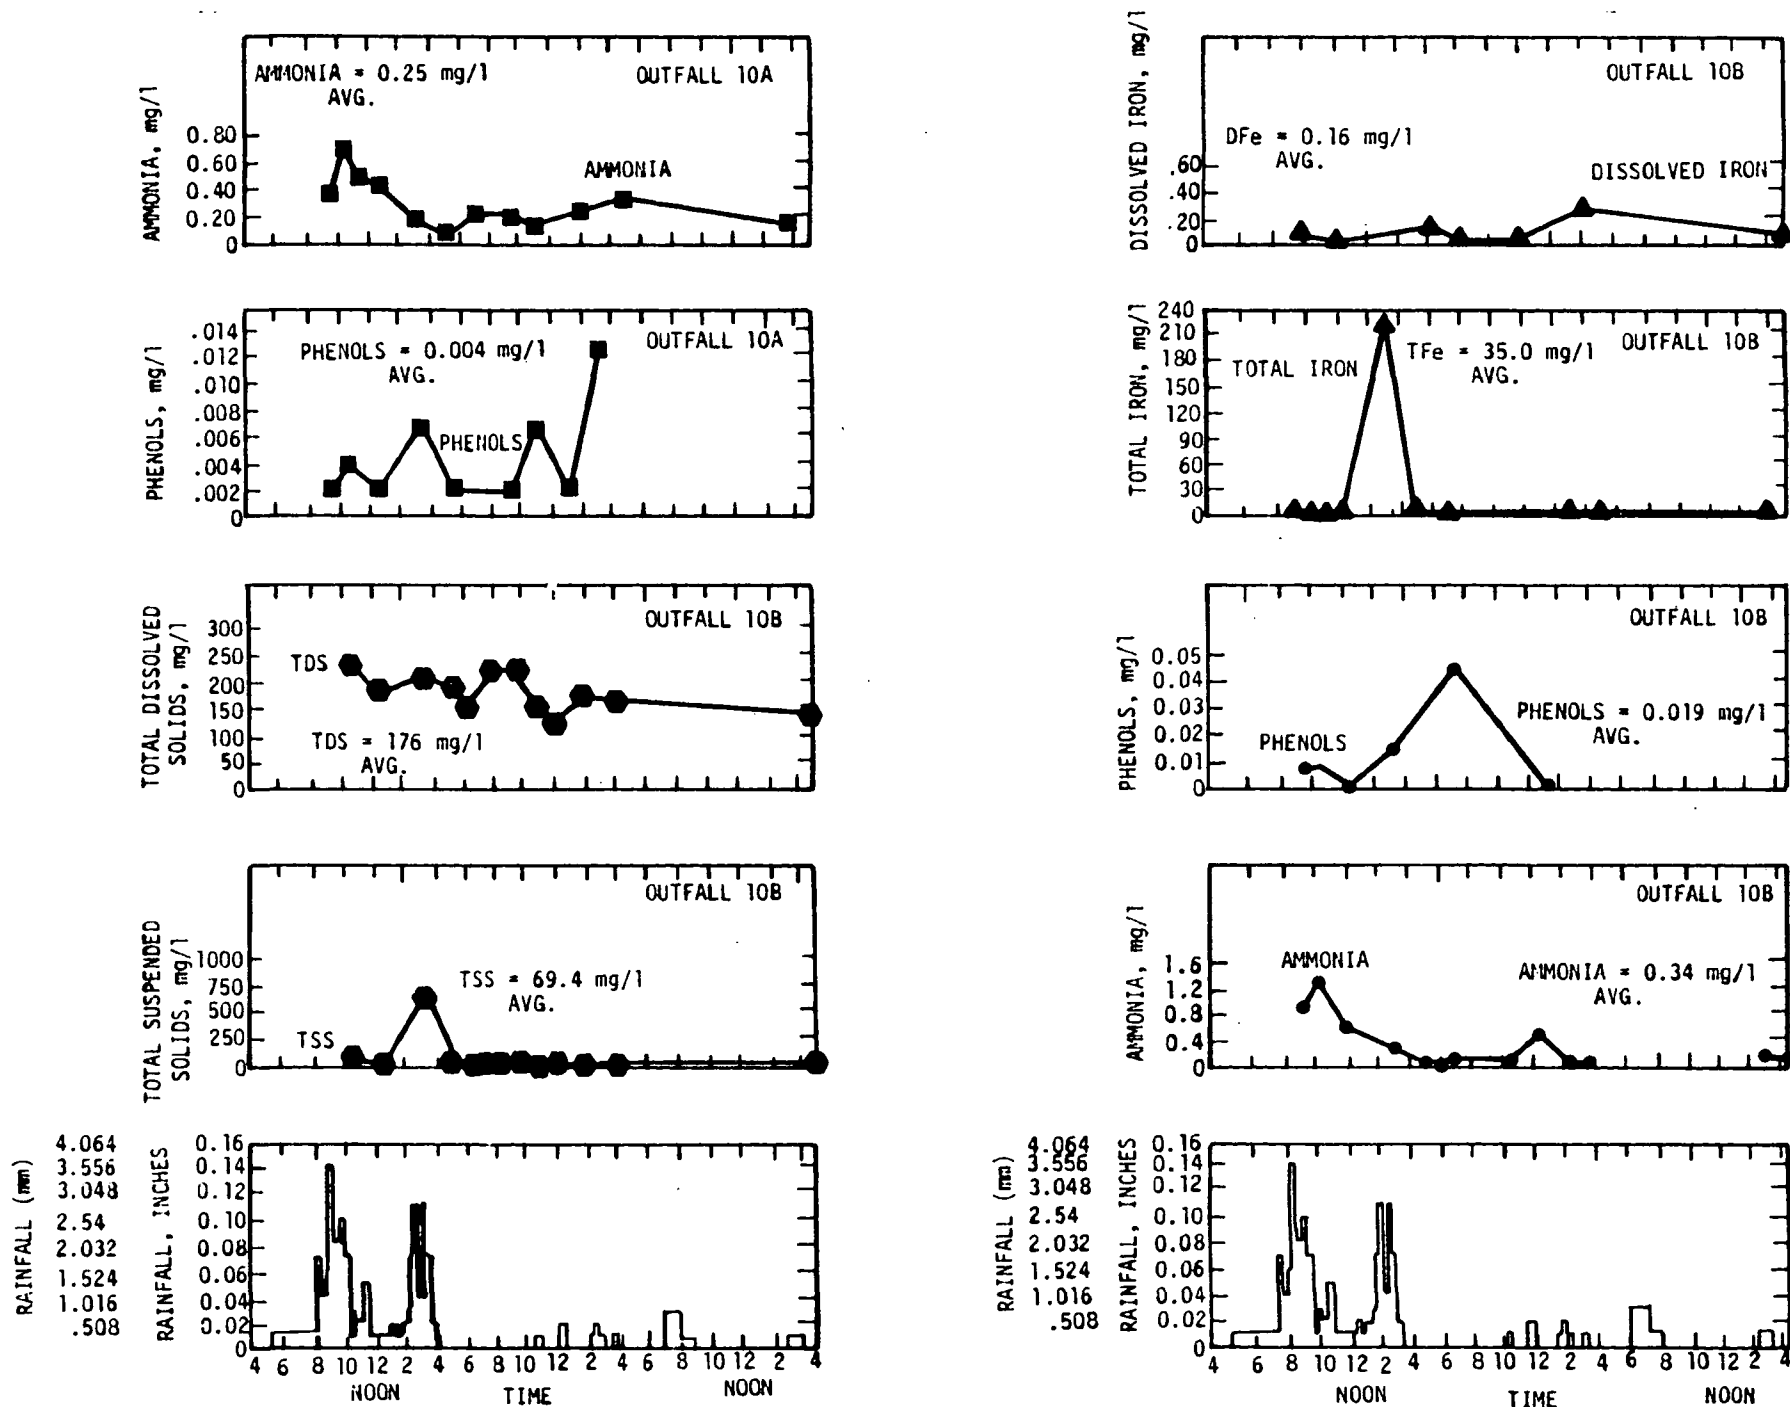 AMMONIA, mg/l
AMMONIA = 0.25 mg/l
AVG.
OUTFALL 10A
0.80
0.60
0.40
0.20
0
AMMONIA
PHENOLS, mg/l
PHENOLS = 0.004 mg/l
AVG.
OUTFALL 10A
.014
.012
.010
.008
.006
.004
.002
0
PHENOLS
TOTAL DISSOLVED
SOLIDS, mg/l
OUTFALL 10B
300
250
200
150
100
50
0
TDS
TDS = 176 mg/l
AVG.
TOTAL SUSPENDED
SOLIDS, mg/l
OUTFALL 10B
1000
750
500
250
0
TSS = 69.4 mg/l
AVG.
TSS
RAINFALL (mm)
4.064
3.556
3.048
2.54
2.032
1.524
1.016
.508
RAINFALL, INCHES
0.16
0.14
0.12
0.10
0.08
0.06
0.04
0.02
0
4 6 8 10 12 2 4 6 8 10 12 2 4 6 8 10 12 2 4
NOON TIME NOON
DISSOLVED IRON, mg/l
OUTFALL 10B
DFe = 0.16 mg/l
AVG.
.60
.40
.20
0
DISSOLVED IRON
TOTAL IRON, mg/l
240
210
180
150
120
90
60
30
0
TOTAL IRON
TFe = 35.0 mg/l
AVG.
OUTFALL 10B
PHENOLS, mg/l
OUTFALL 10B
0.05
0.04
0.03
0.02
0.01
0
PHENOLS
PHENOLS = 0.019 mg/l
AVG.
AMMONIA, mg/l
OUTFALL 10B
1.6
1.2
0.8
0.4
0
AMMONIA
AMMONIA = 0.34 mg/l
AVG.
RAINFALL (mm)
4.064
3.556
3.048
2.54
2.032
1.524
1.016
.508
RAINFALL, INCHES
0.16
0.14
0.12
0.10
0.08
0.06
0.04
0.02
0
4 6 8 10 12 2 4 6 8 10 12 2 4 6 8 10 12 2 4
NOON TIME NOON